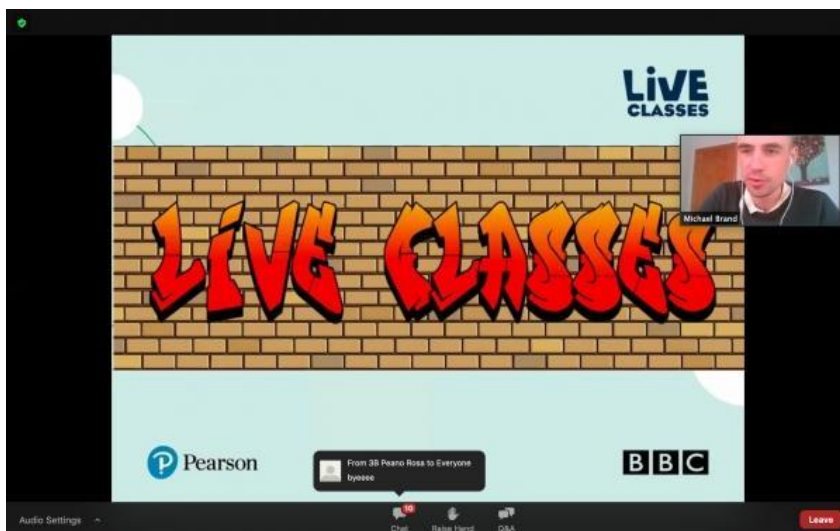 LiVE
CLASSES
LIVE CLASSES
Michael Brand
Pearson
From 3B Peano Rosa to Everyone
byeeee
BBC
Audio Settings
10
Chat
Raise Hand
Q&A
Leave